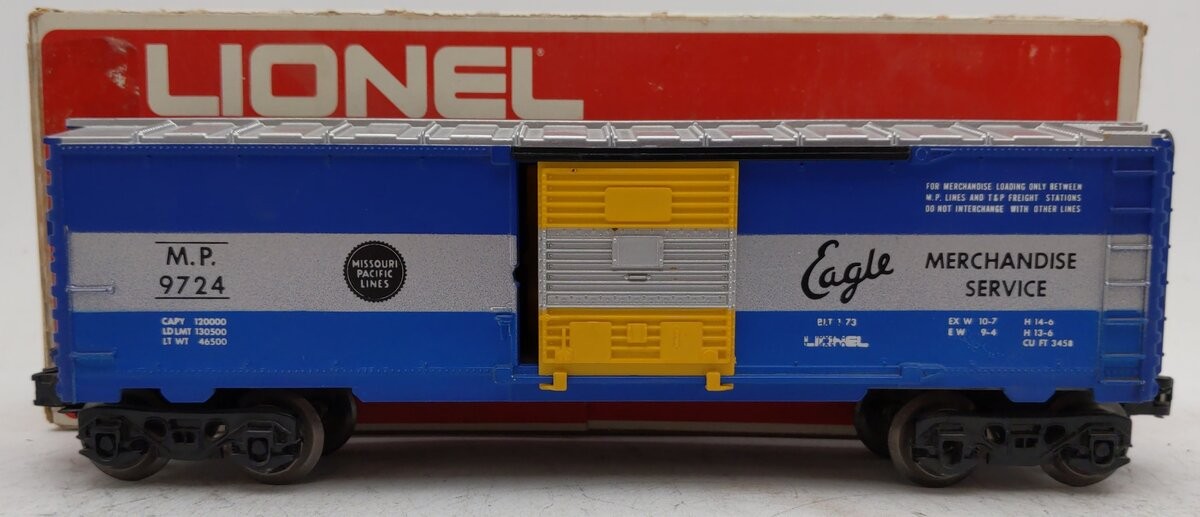 LIONEL
M.P.
9724
MISSOURI
PACIFIC
LINES
CAPY 120000
LD LMT 130500
LT WT 46500
FOR MERCHANDISE LOADING ONLY BETWEEN
M.P. LINES AND T&P FREIGHT STATIONS
DO NOT INTERCHANGE WITH OTHER LINES
Eagle
MERCHANDISE
SERVICE
BLT 1 73
LIONEL
EX W 10-7 H 14-6
E W 9-4 H 13-6
CU FT 3458